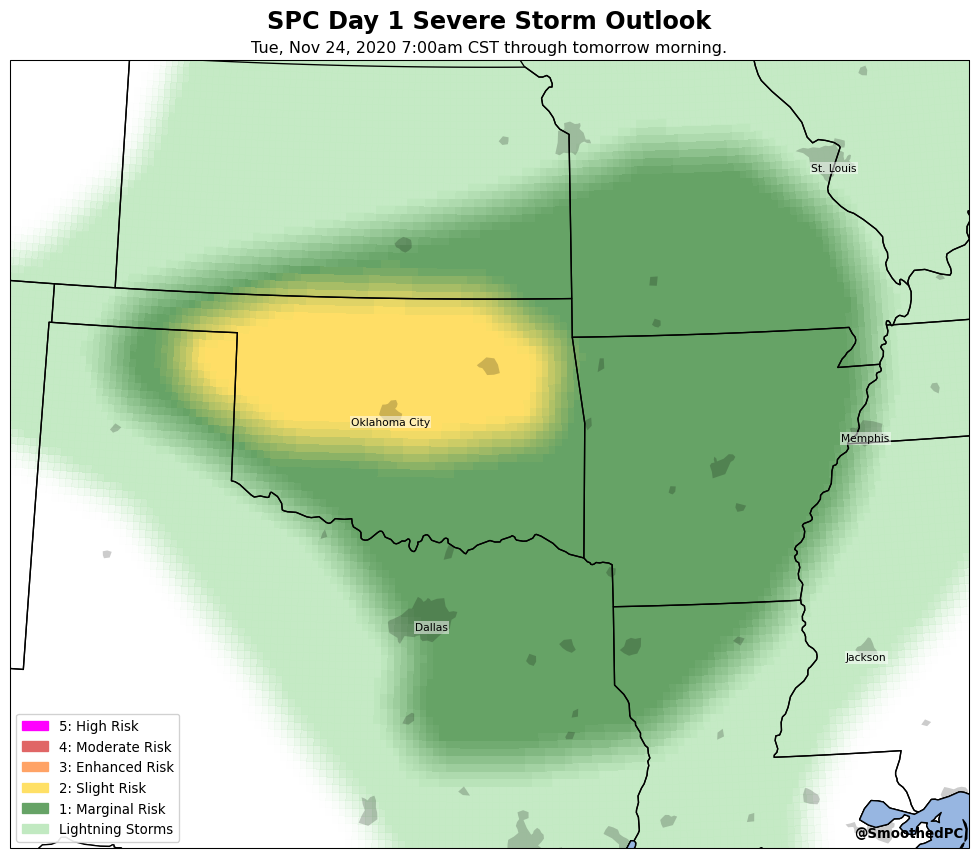 SPC Day 1 Severe Storm Outlook
Tue, Nov 24, 2020 7:00am CST through tomorrow morning.
St. Louis
Oklahoma City
Memphis
Dallas
Jackson
5: High Risk
4: Moderate Risk
3: Enhanced Risk
2: Slight Risk
1: Marginal Risk
Lightning Storms
@SmoothedPC)